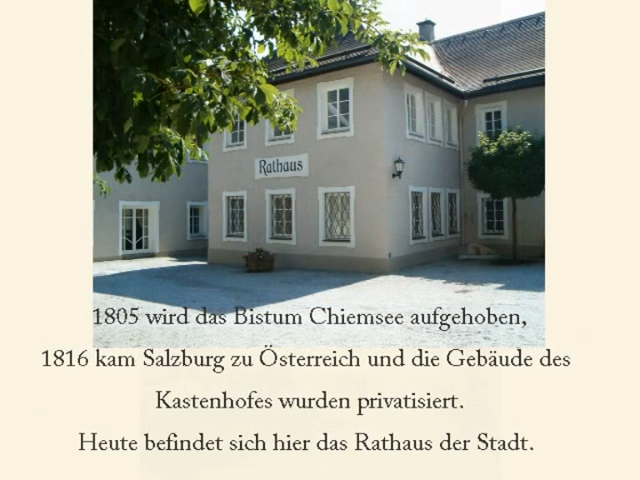 Rathaus
1805 wird das Bistum Chiemsee aufgehoben,
1816 kam Salzburg zu Österreich und die Gebäude des
Kastenhofes wurden privatisiert.
Heute befindet sich hier das Rathaus der Stadt.